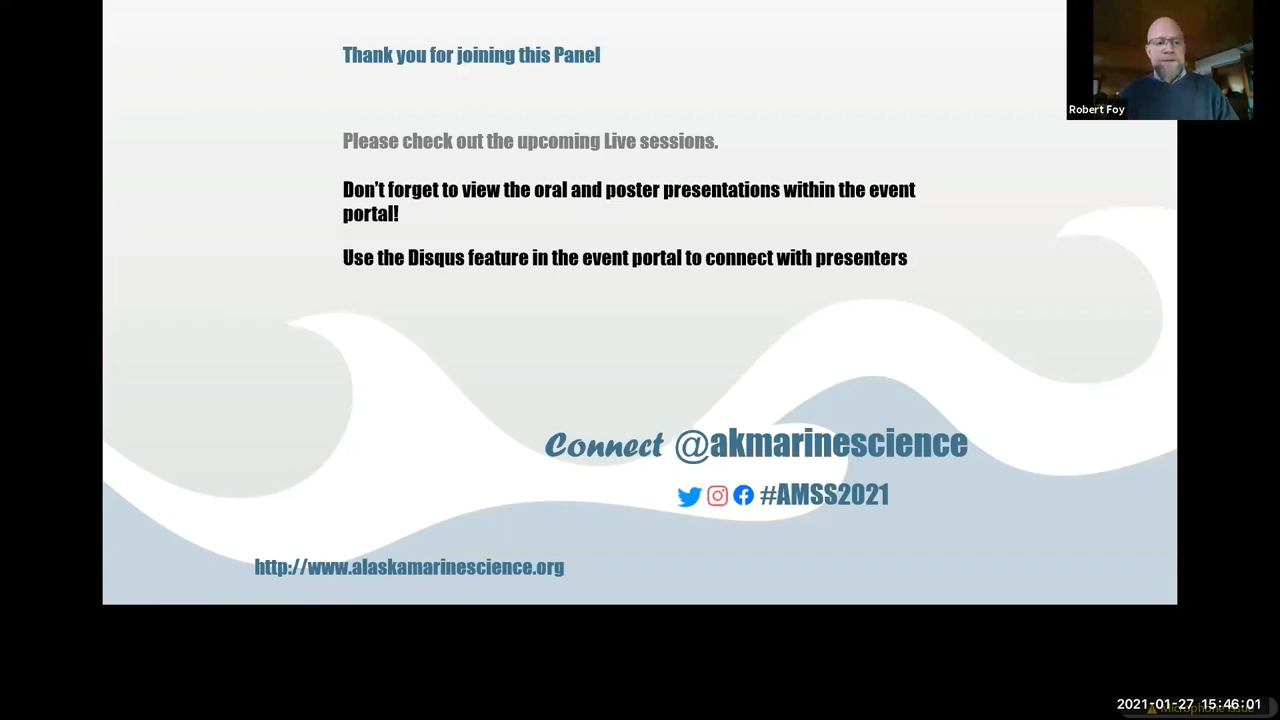 Thank you for joining this Panel
Robert Foy
Please check out the upcoming Live sessions.
Don't forget to view the oral and poster presentations within the event
portal!
Use the Disqus feature in the event portal to connect with presenters
Connect @akmarinescience
#AMSS2021
http://www.alaskamarinescience.org
2021-01-27 15:46:01
Microphone issue